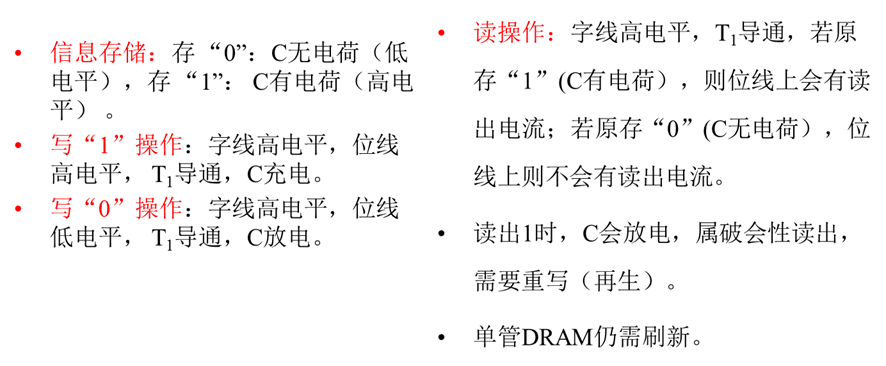 • 信息存储：存 “0”：C无电荷（低
电平），存 “1”： C有电荷（高电
平）。
• 写“1”操作：字线高电平，位线
高电平， T1导通，C充电。
• 写“0”操作：字线高电平，位线
低电平， T1导通，C放电。
• 读操作：字线高电平，T1导通，若原
存“1”(C有电荷），则位线上会有读
出电流；若原存“0”(C无电荷），位
线上则不会有读出电流。
• 读出1时，C会放电，属破会性读出，
需要重写（再生）。
• 单管DRAM仍需刷新。